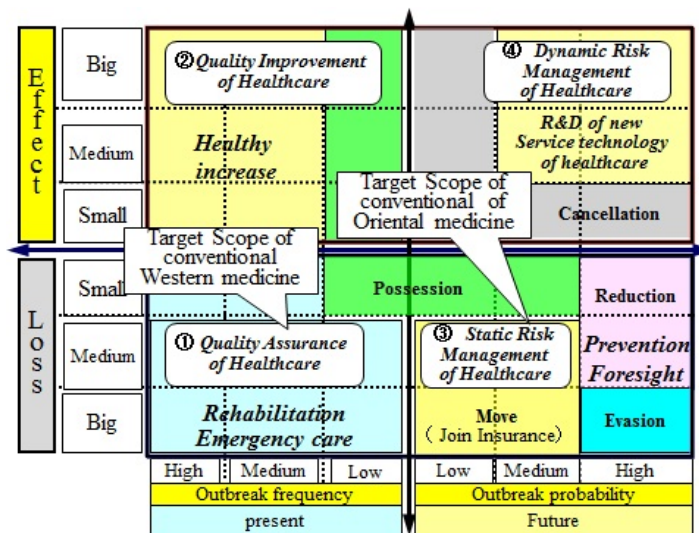 Effect
Big
Medium
Small
② Quality Improvement
of Healthcare
Healthy
increase
④ Dynamic Risk
Management
of Healthcare
R&D of new
Service technology
of healthcare
Cancellation
Target Scope of
conventional of
Oriental medicine
Target Scope of
conventional
Western medicine
Loss
Small
Medium
Big
Possession
Reduction
① Quality Assurance
of Healthcare
③ Static Risk
Management
of Healthcare
Prevention
Foresight
Rehabilitation
Emergency care
Move
( Join Insurance)
Evasion
High Medium Low Low Medium High
Outbreak frequency Outbreak probability
present Future